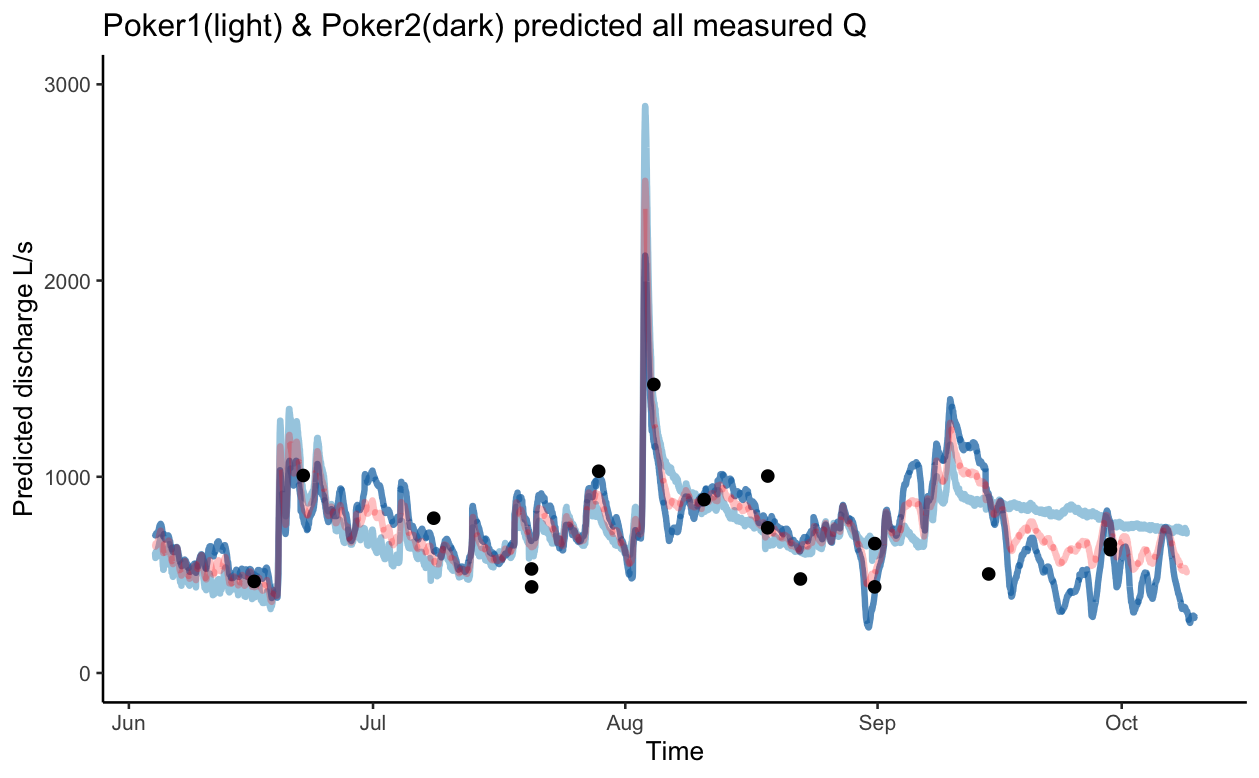 Poker1(light) & Poker2(dark) predicted all measured Q
Predicted discharge L/s
3000
2000
1000
0
Jun
Jul
Aug
Sep
Oct
Time